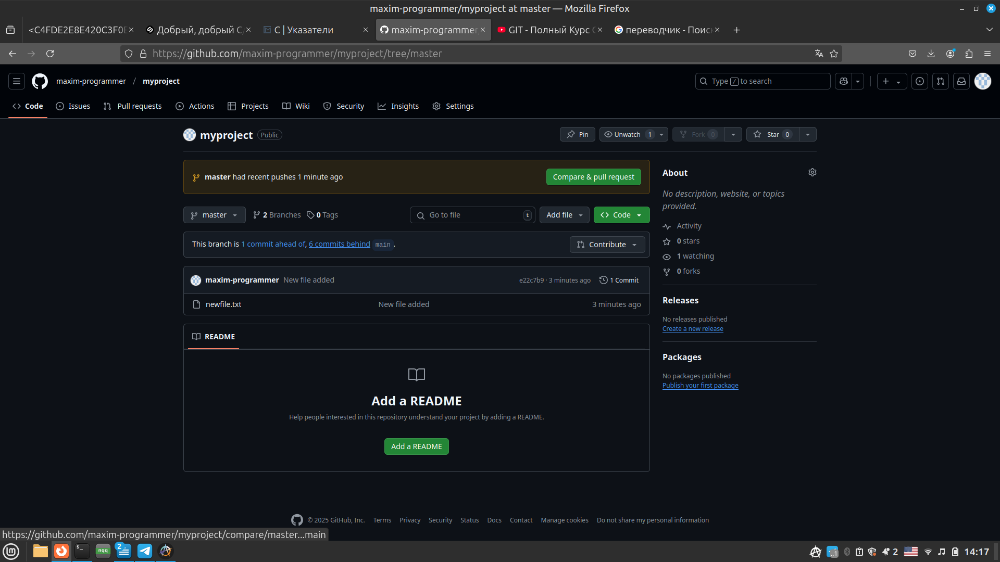 maxim-programmer/myproject at master — Mozilla Firefox
<C4FDE2E8E420C3F0E
Добрый, добрый С
C | Указатели
maxim-programmer
GIT - Полный Курс
переводчик - Поис
https://github.com/maxim-programmer/myproject/tree/master
maxim-programmer / myproject
Type / to search
Code
Issues
Pull requests
Actions
Projects
Wiki
Security
Insights
Settings
myproject Public
Pin
Unwatch 1
Fork 0
Star 0
master had recent pushes 1 minute ago
Compare & pull request
master
2 Branches
0 Tags
Go to file t
Add file
Code
This branch is 1 commit ahead of, 6 commits behind main .
Contribute
maxim-programmer New file added
e22c7b9 · 3 minutes ago
1 Commit
newfile.txt
New file added
3 minutes ago
README
Add a README
Help people interested in this repository understand your project by adding a README.
Add a README
About
No description, website, or topics
provided.
Activity
0 stars
1 watching
0 forks
Releases
No releases published
Create a new release
Packages
No packages published
Publish your first package
© 2025 GitHub, Inc.
Terms
Privacy
Security
Status
Docs
Contact
Manage cookies
Do not share my personal information
https://github.com/maxim-programmer/myproject/compare/master...main
nqq
2
2
14:17